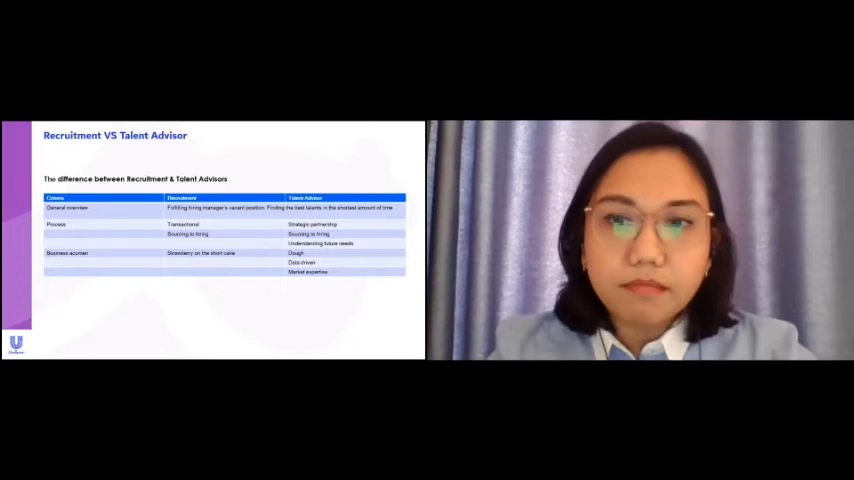 Recruitment VS Talent Advisor
The difference between Recruitment & Talent Advisors
Criteria Recruitment Talent Advisor
General overview Fulfilling hiring manager's vacant position. Finding the best talents in the shortest amount of time
Process Transactional Strategic partnership
Sourcing to hiring Sourcing to hiring
Understanding future needs
Business acumen Strawberry on the short cake Dough
Data driven
Market expertise
Unilever